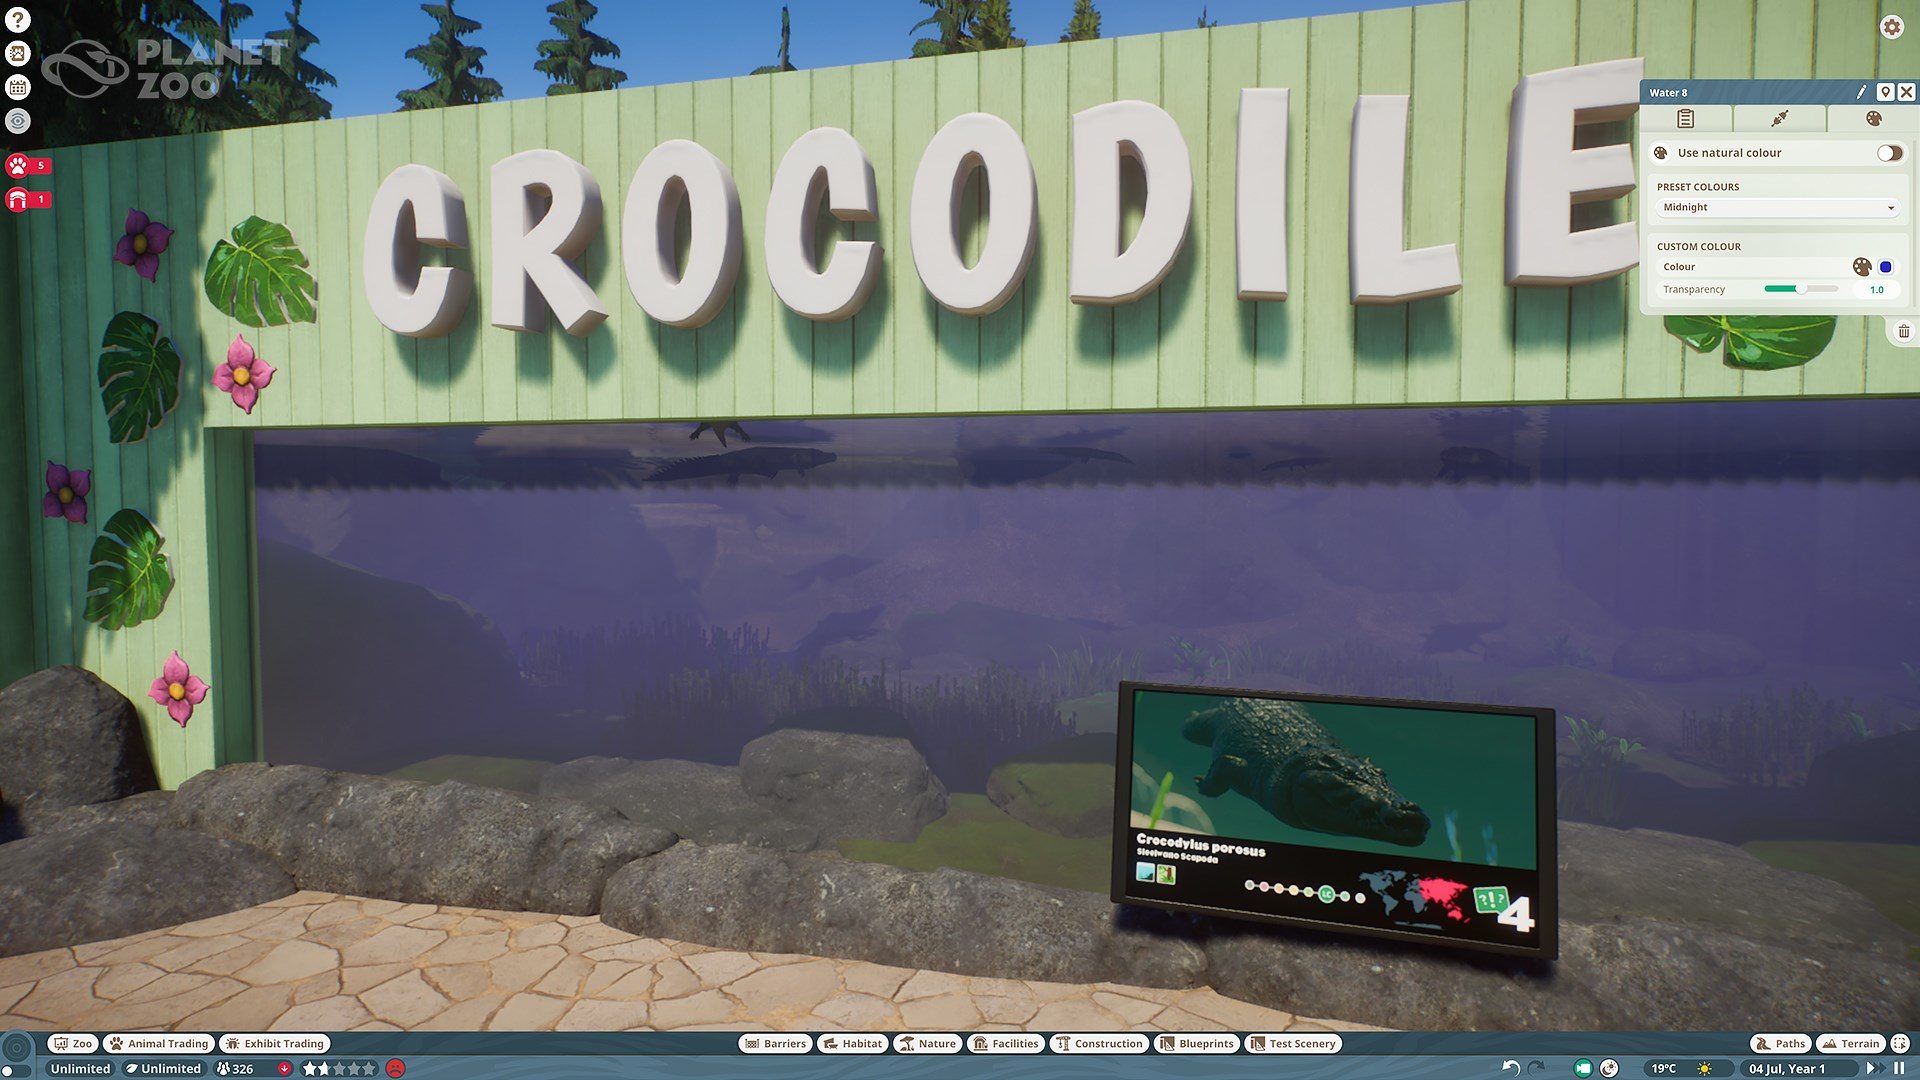 ?
PLANET
ZOO
5
1
CROCODILE
Water 8
Use natural colour
PRESET COLOURS
Midnight
CUSTOM COLOUR
Colour
Transparency
1.0
Crocodylus porosus
LC
?!?
4
Zoo
Animal Trading
Exhibit Trading
Barriers
Habitat
Nature
Facilities
Construction
Blueprints
Test Scenery
Paths
Terrain
Unlimited
Unlimited
326
19°C
04 Jul, Year 1